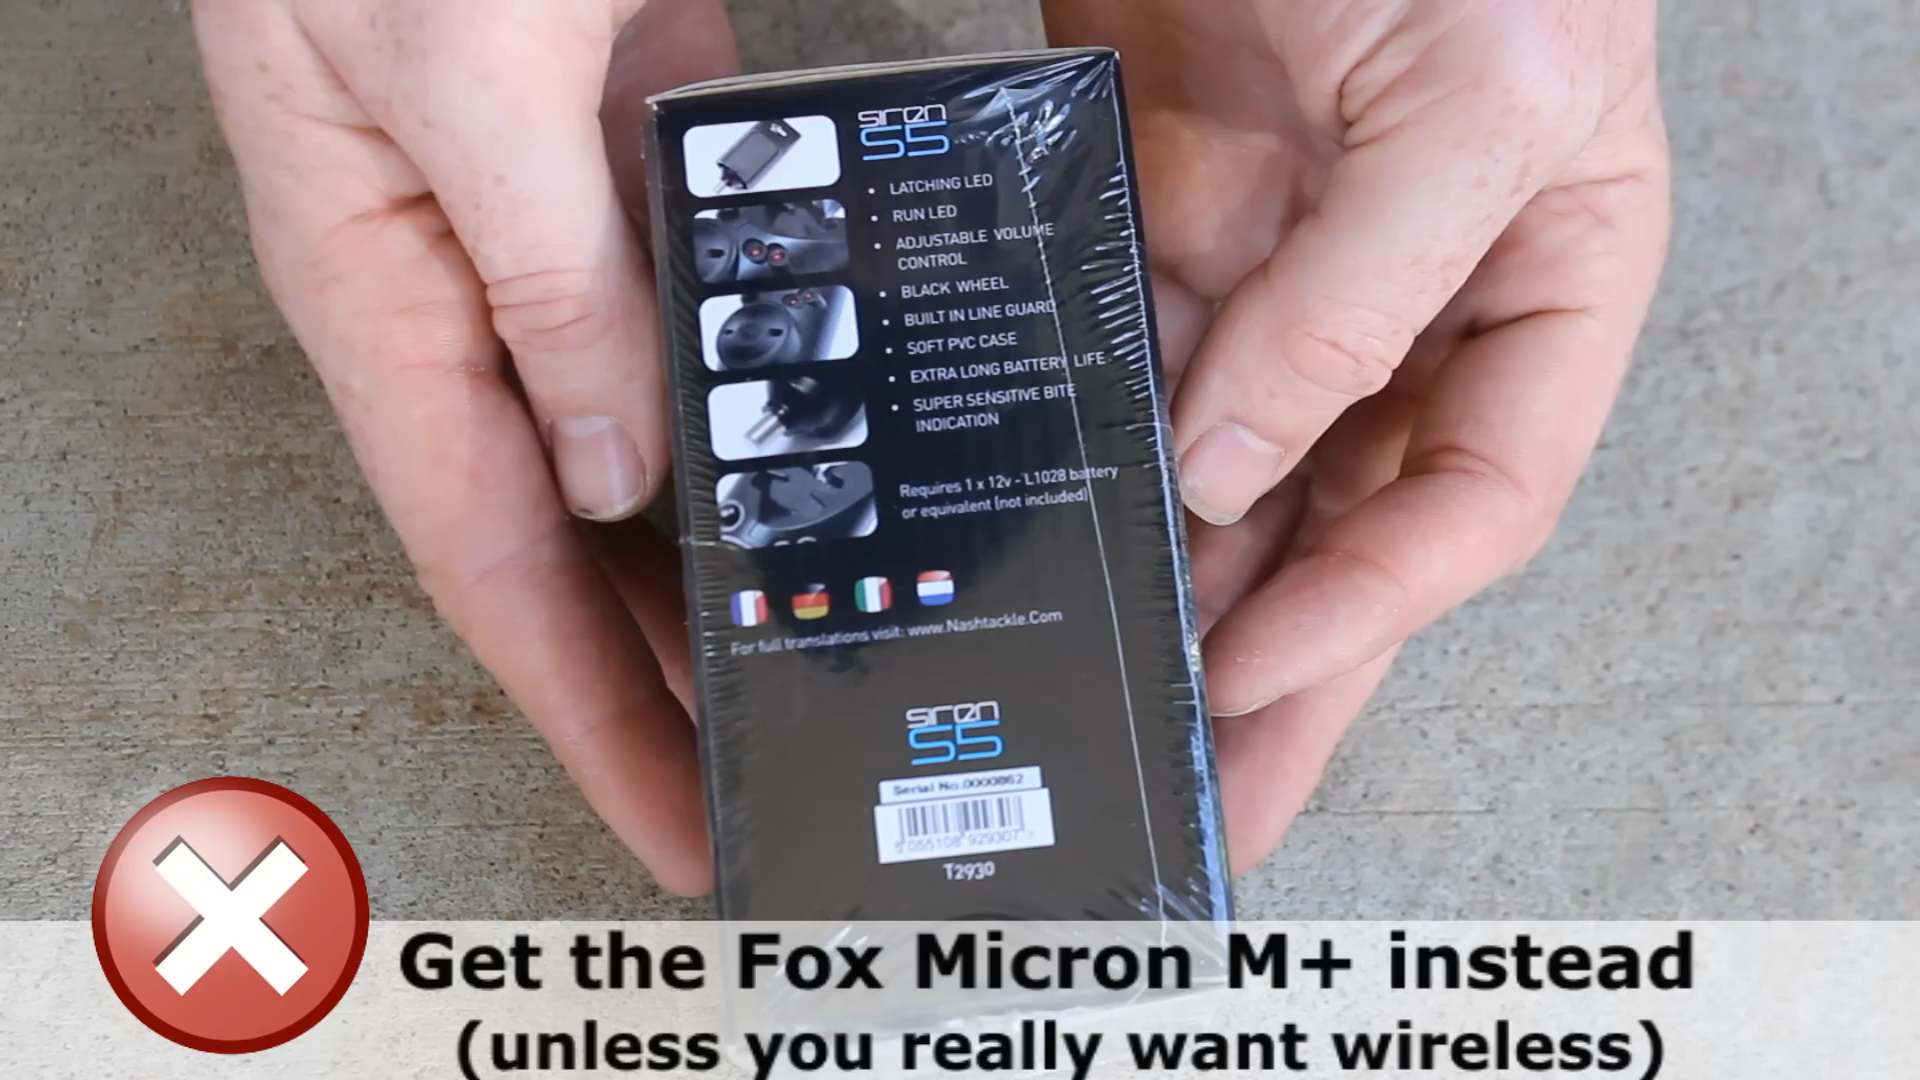 SIREN
S5
• LATCHING LED
• RUN LED
• ADJUSTABLE VOLUME
CONTROL
• BLACK WHEEL
• BUILT IN LINE GUARD
• SOFT PVC CASE
• EXTRA LONG BATTERY LIFE
• SUPER SENSITIVE BITE
INDICATION
Requires 1 x 12v - L1028 battery
or equivalent (not included)
For full translations visit: www.Nashtackle.Com
SIREN
S5
Serial No.0000862
5 055108 929307 >
T2930
Get the Fox Micron M+ instead
(unless you really want wireless)